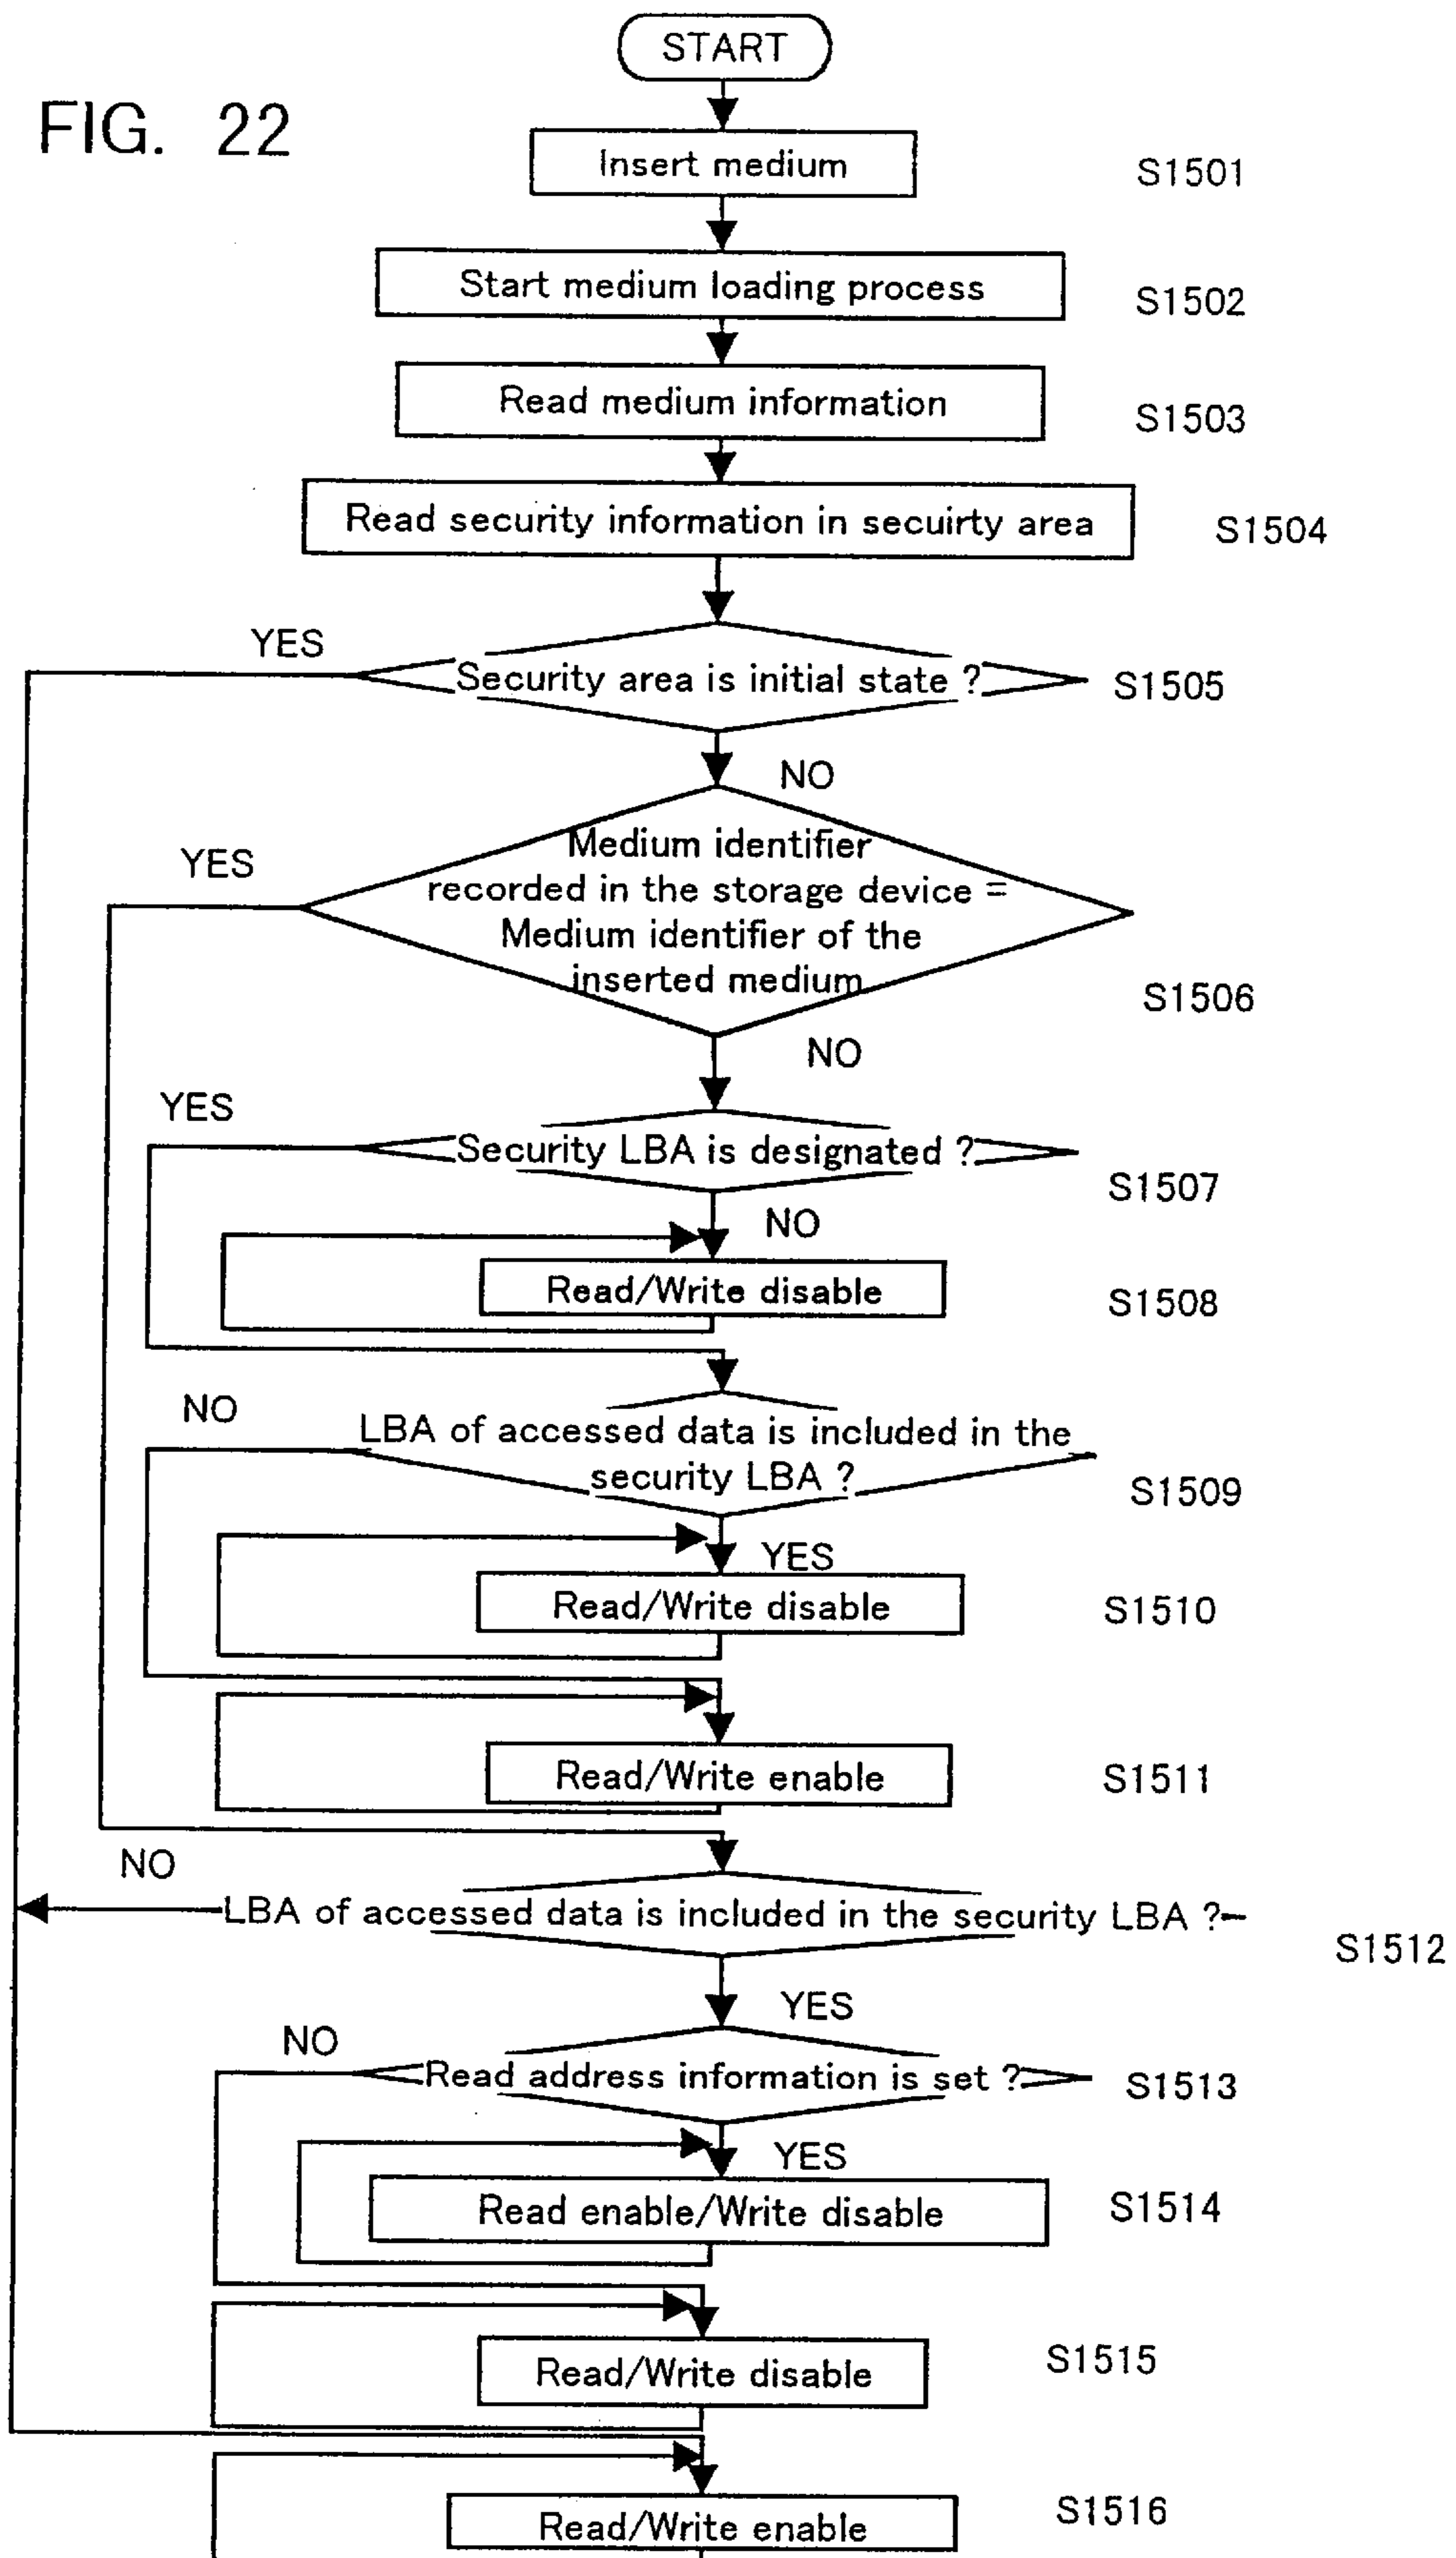 START
FIG. 22
Insert medium
S1501
Start medium loading process
S1502
Read medium information
S1503
Read security information in secuirty area
S1504
YES
Security area is initial state ?
S1505
NO
YES
Medium identifier
recorded in the storage device =
Medium identifier of the
inserted medium
S1506
NO
YES
Security LBA is designated ?
S1507
NO
Read/Write disable
S1508
NO
LBA of accessed data is included in the
security LBA ?
S1509
YES
Read/Write disable
S1510
Read/Write enable
S1511
NO
LBA of accessed data is included in the security LBA ?
S1512
YES
NO
Read address information is set ?
S1513
YES
Read enable/Write disable
S1514
Read/Write disable
S1515
Read/Write enable
S1516